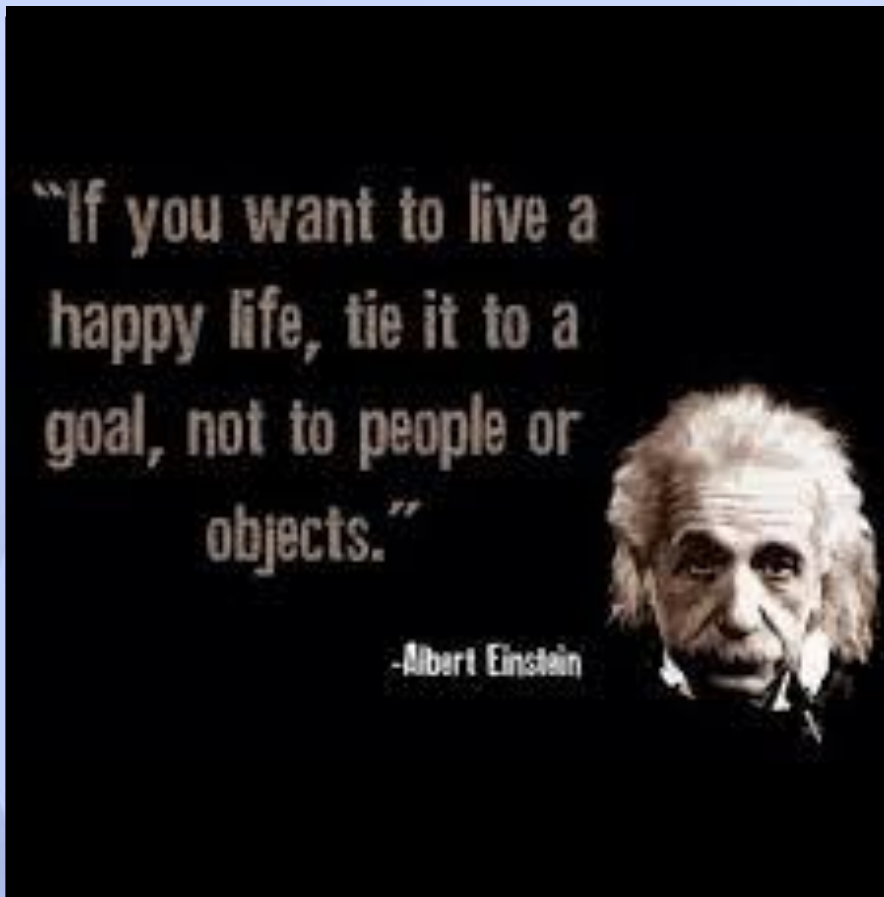 “If you want to live a
happy life, tie it to a
goal, not to people or
objects.”
-Albert Einstein